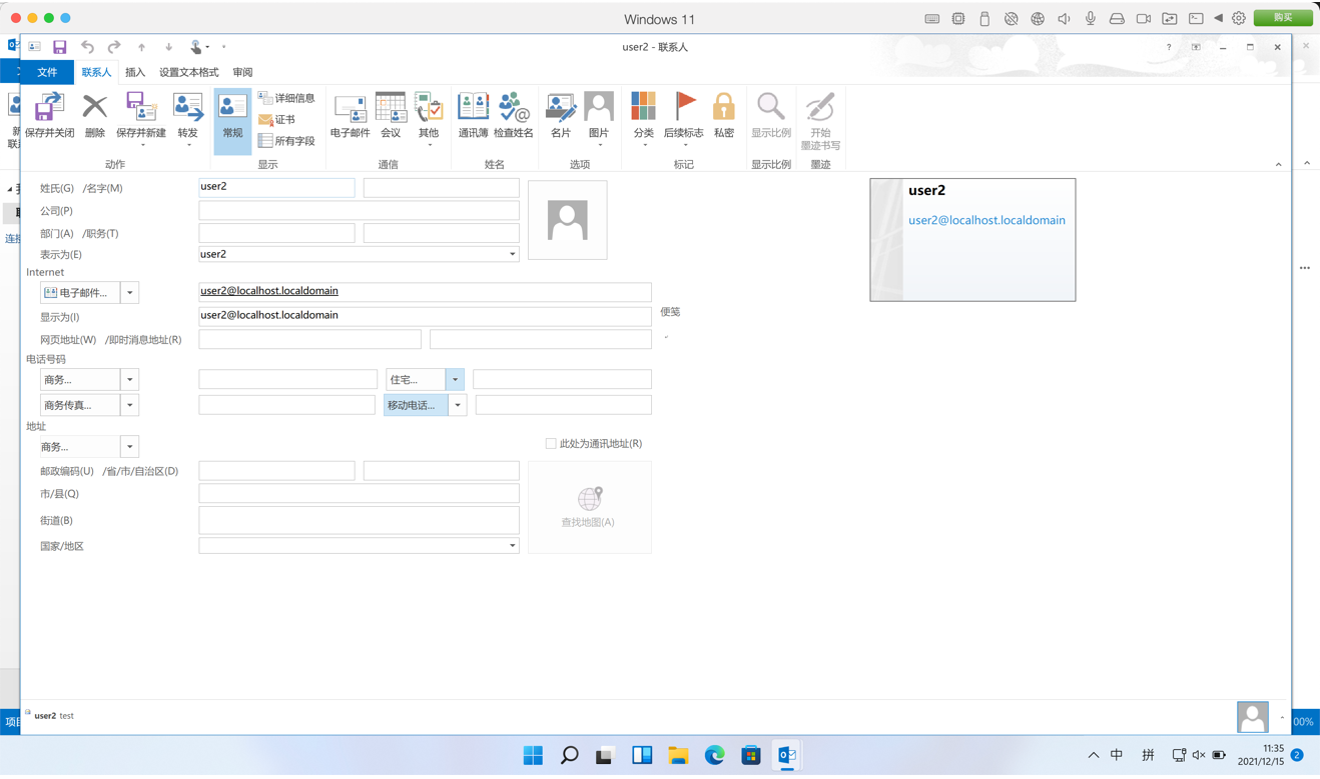 Windows 11
购买
user2 - 联系人
?
文件 联系人 插入 设置文本格式 审阅
保存并关闭 删除 保存并新建 转发 常规 详细信息 证书 所有字段 电子邮件 会议 其他 通讯簿 检查姓名 名片 图片 分类 后续标志 私密 显示比例 开始墨迹书写
动作 显示 通信 姓名 选项 标记 显示比例 墨迹
姓氏(G) /名字(M) user2
公司(P)
部门(A) /职务(T)
表示为(E) user2
Internet
电子邮件... user2@localhost.localdomain
显示为(I) user2@localhost.localdomain
便笺
网页地址(W) /即时消息地址(R)
电话号码
商务... 住宅...
商务传真... 移动电话...
地址
商务... 此处为通讯地址(R)
邮政编码(U) /省/市/自治区(D)
市/县(Q)
街道(B)
查找地图(A)
国家/地区
user2
user2@localhost.localdomain
连接
user2 test
项目
00%
中 拼 11:35
2021/12/15
2